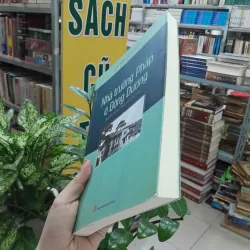 SÁCH
CŨ
Nhà trường Pháp
ở Đông Dương